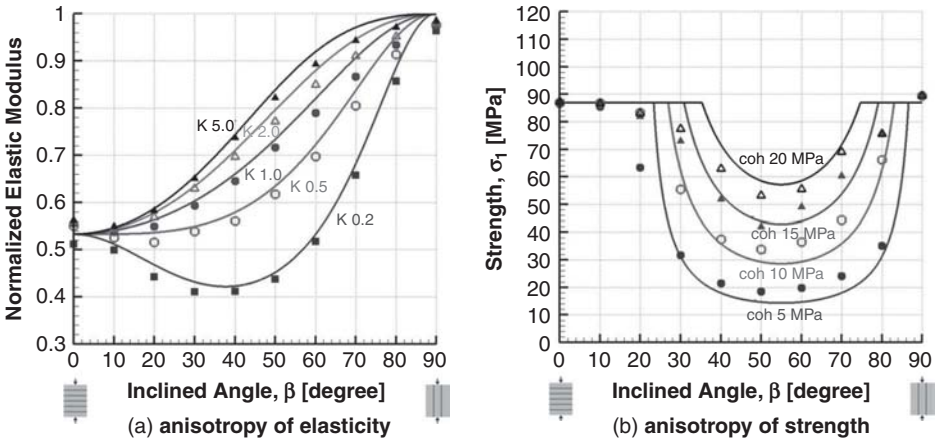 Normalized Elastic Modulus
1
0.9
0.8
0.7
0.6
0.5
0.4
0.3
K 5.0
K 2.0
K 1.0
K 0.5
K 0.2
0 10 20 30 40 50 60 70 80 90
Inclined Angle, β [degree]
(a) anisotropy of elasticity
Strength, σ1 [MPa]
120
110
100
90
80
70
60
50
40
30
20
10
0
coh 20 MPa
coh 15 MPa
coh 10 MPa
coh 5 MPa
0 10 20 30 40 50 60 70 80 90
Inclined Angle, β [degree]
(b) anisotropy of strength